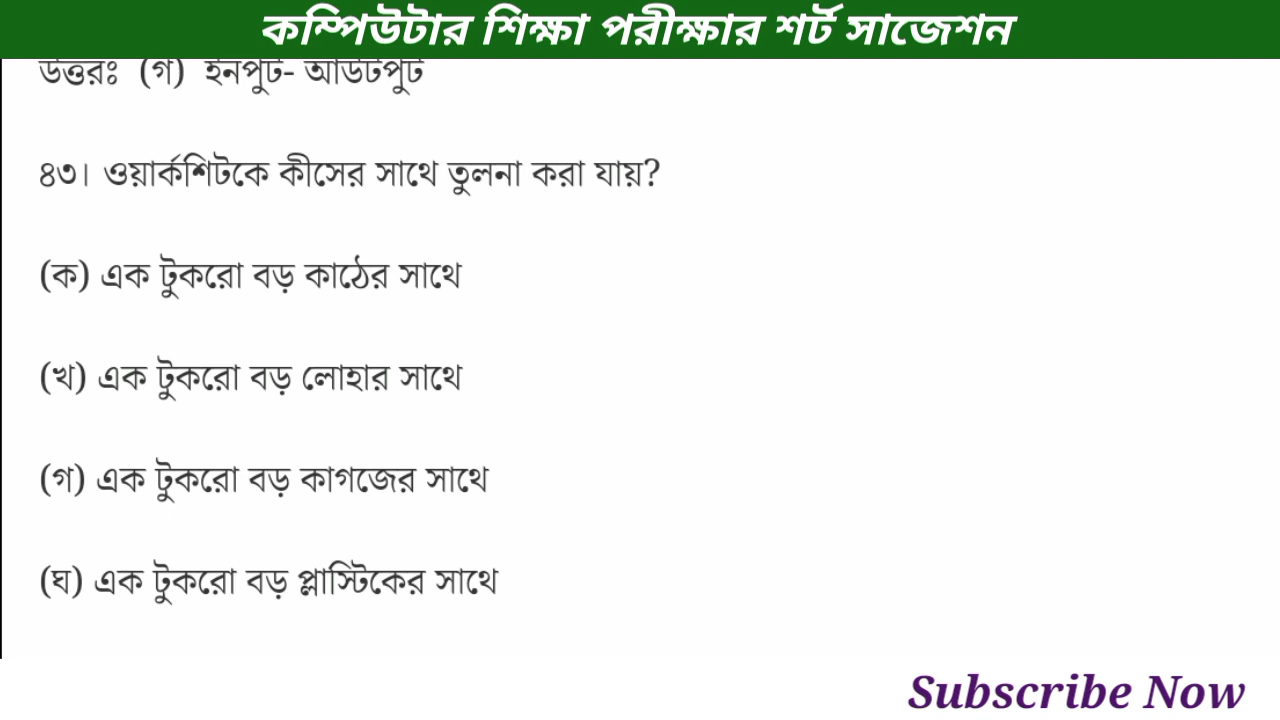 কম্পিউটার শিক্ষা পরীক্ষার শর্ট সাজেশন
উত্তরঃ (গ) ইনপুট- আউটপুট
৪৩। ওয়ার্কশিটকে কীসের সাথে তুলনা করা যায়?
(ক) এক টুকরো বড় কাঠের সাথে
(খ) এক টুকরো বড় লোহার সাথে
(গ) এক টুকরো বড় কাগজের সাথে
(ঘ) এক টুকরো বড় প্লাস্টিকের সাথে
Subscribe Now